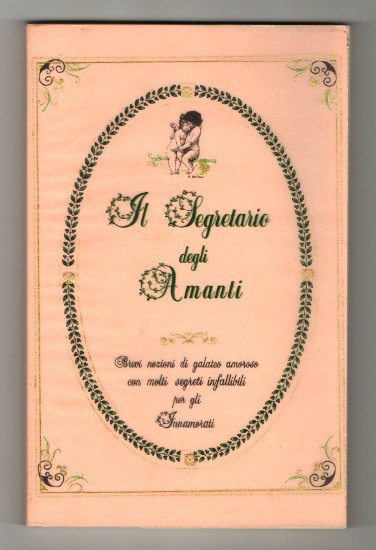 Il Segretario
degli
Amanti
Brevi nozioni di galateo amoroso
con molti segreti infallibili
per gli
Innamorati